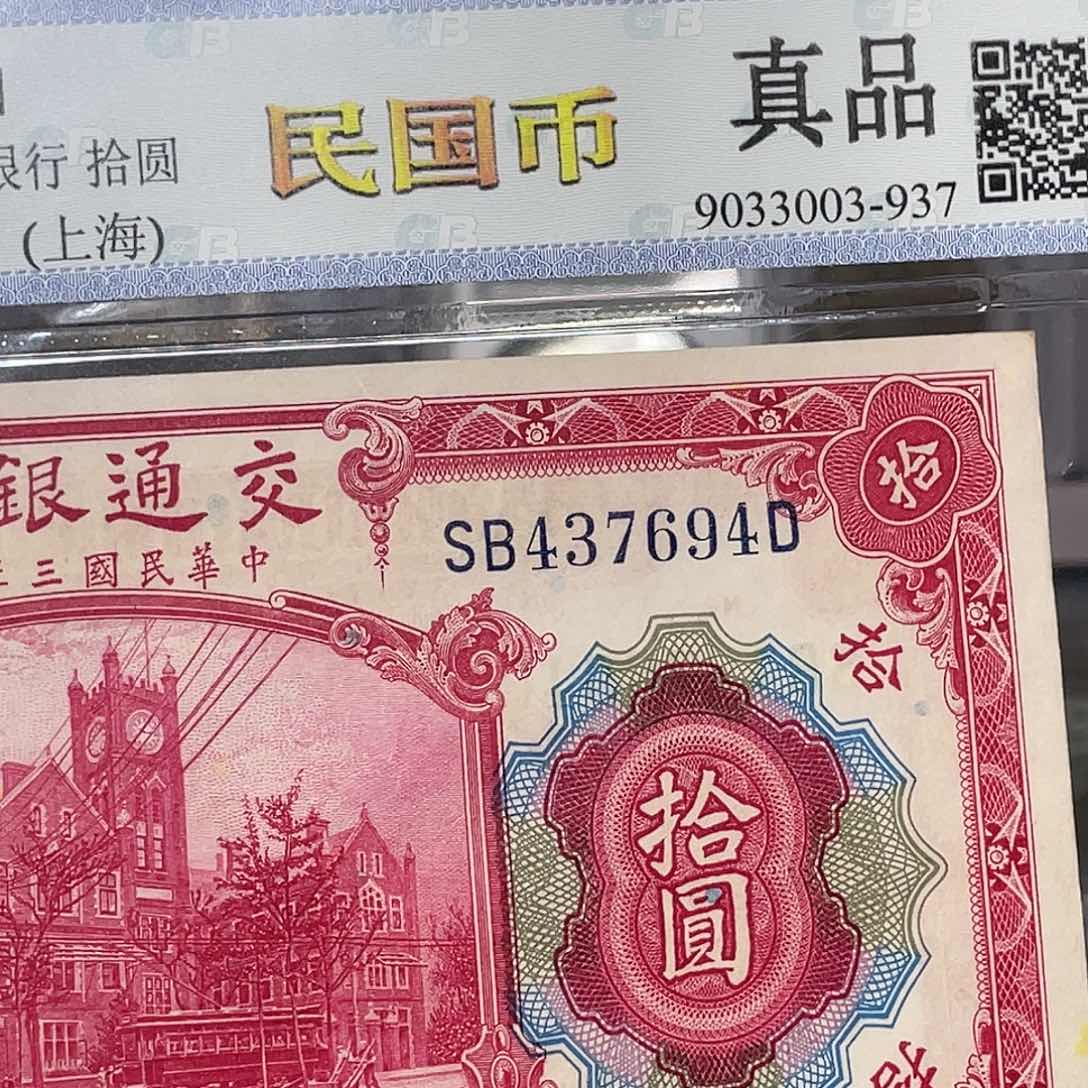 民国币
真品
银行 拾圆
(上海)
9033003-937
拾
交通銀
中華民國三
SB437694D
拾
拾圓